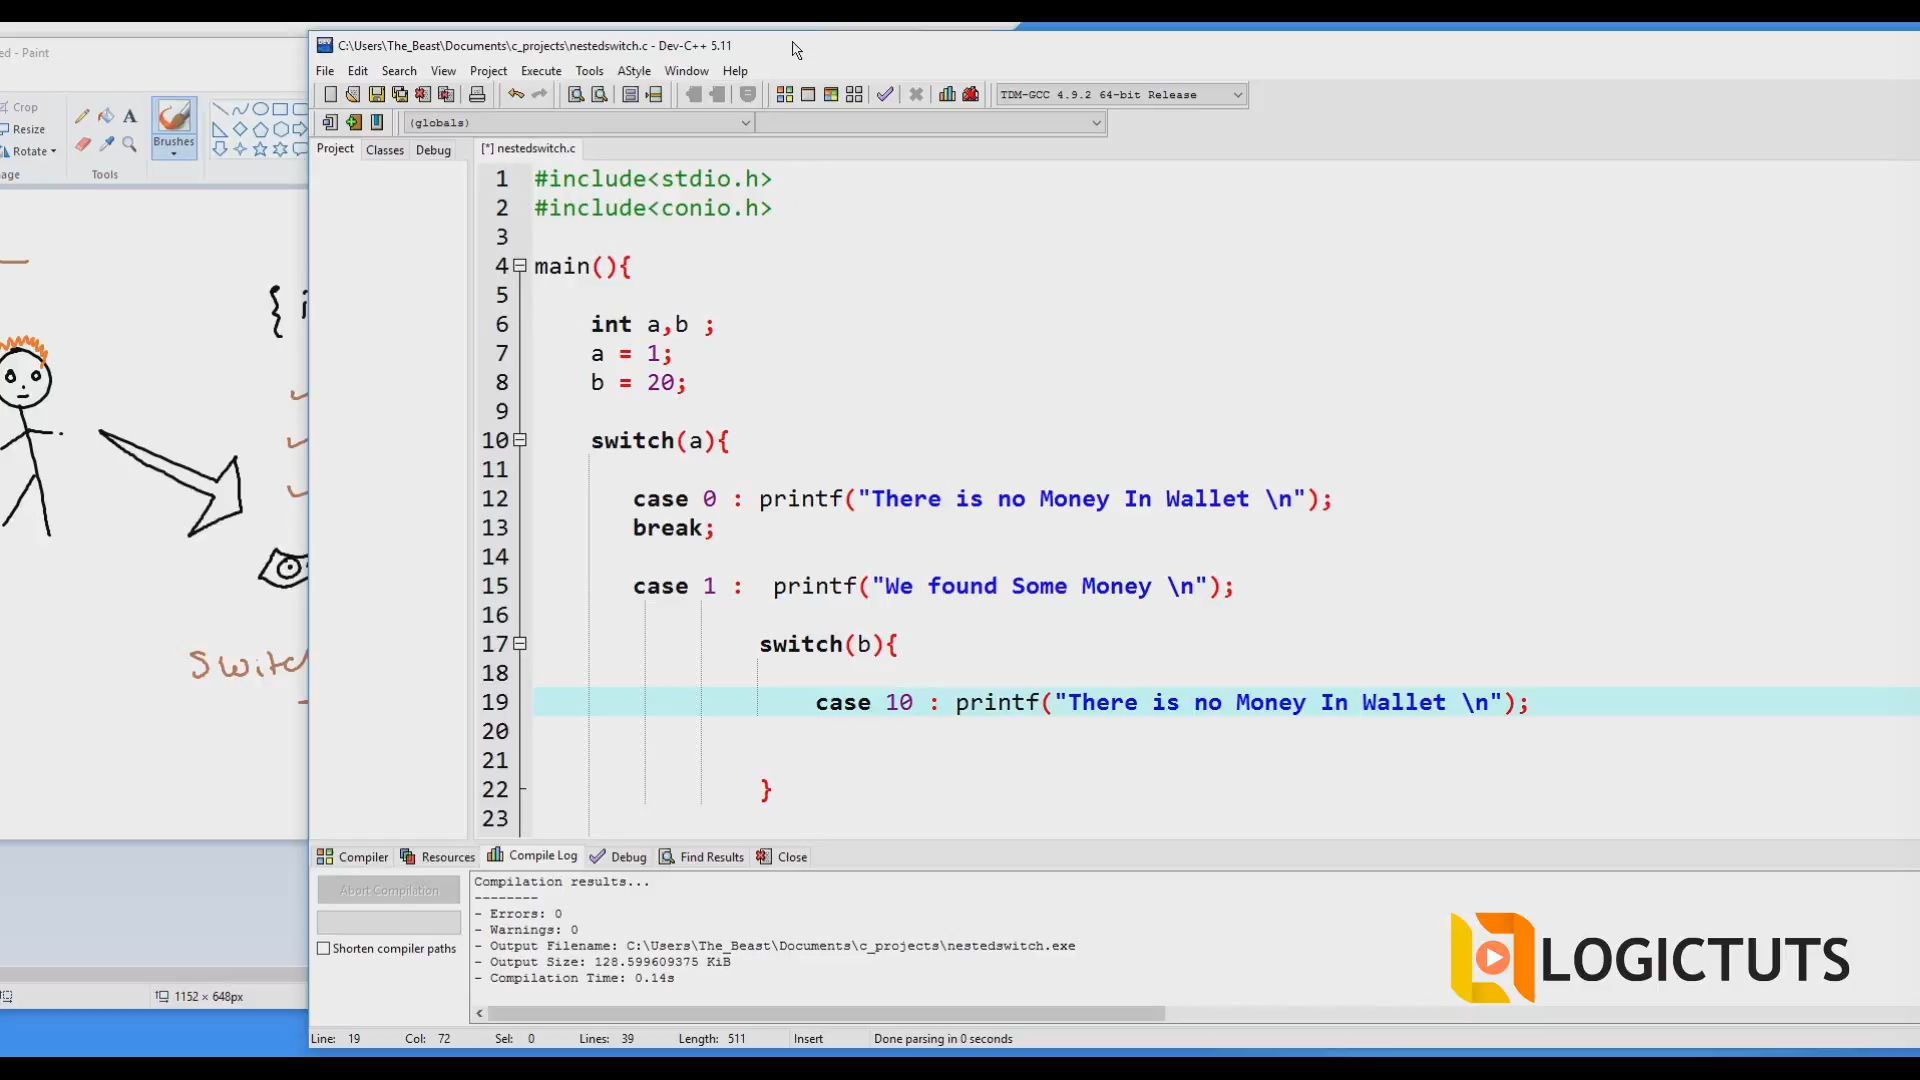 ed - Paint
Crop
Resize
Rotate
age
Tools
Brushes
Switc
1152 × 648px
C:\Users\The_Beast\Documents\c_projects\nestedswitch.c - Dev-C++ 5.11
File Edit Search View Project Execute Tools AStyle Window Help
TDM-GCC 4.9.2 64-bit Release
(globals)
Project Classes Debug
[*] nestedswitch.c
1 #include<stdio.h>
2 #include<conio.h>
3
4 main(){
5
6 int a,b ;
7 a = 1;
8 b = 20;
9
10 switch(a){
11
12 case 0 : printf("There is no Money In Wallet \n");
13 break;
14
15 case 1 :  printf("We found Some Money \n");
16
17 switch(b){
18
19 case 10 : printf("There is no Money In Wallet \n");
20
21
22 }
23
Compiler Resources Compile Log Debug Find Results Close
Abort Compilation
Shorten compiler paths
Compilation results...
--------
- Errors: 0
- Warnings: 0
- Output Filename: C:\Users\The_Beast\Documents\c_projects\nestedswitch.exe
- Output Size: 128.599609375 KiB
- Compilation Time: 0.14s
LOGICTUTS
Line: 19 Col: 72 Sel: 0 Lines: 39 Length: 511 Insert Done parsing in 0 seconds